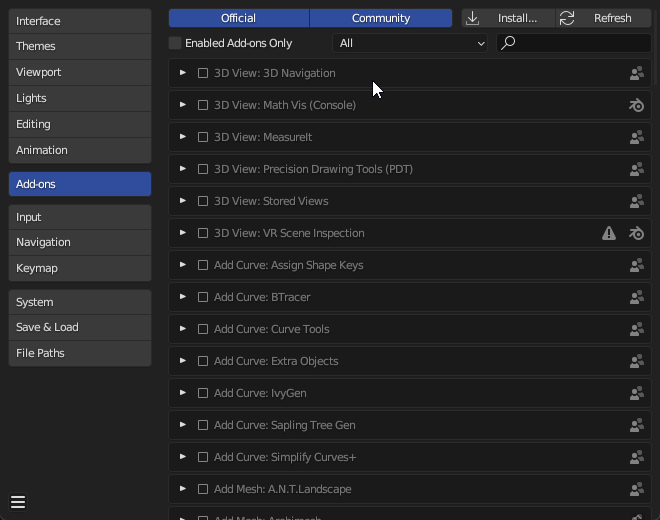 Interface
Themes
Viewport
Lights
Editing
Animation
Add-ons
Input
Navigation
Keymap
System
Save & Load
File Paths
Official Community Install... Refresh
Enabled Add-ons Only All
3D View: 3D Navigation
3D View: Math Vis (Console)
3D View: MeasureIt
3D View: Precision Drawing Tools (PDT)
3D View: Stored Views
3D View: VR Scene Inspection
Add Curve: Assign Shape Keys
Add Curve: BTracer
Add Curve: Curve Tools
Add Curve: Extra Objects
Add Curve: IvyGen
Add Curve: Sapling Tree Gen
Add Curve: Simplify Curves+
Add Mesh: A.N.T.Landscape
Add Mesh: Archimesh